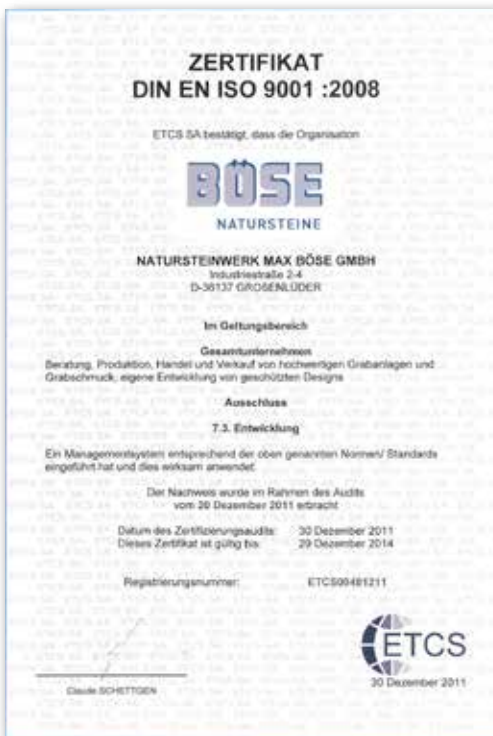 ZERTIFIKAT
DIN EN ISO 9001 :2008
ETCS SA bestätigt, dass die Organisation
BÖSE
NATURSTEINE
NATURSTEINWERK MAX BÖSE GMBH
Industriestraße 2-4
D-36137 GROSENLÜDER
Im Geltungsbereich
Gesamtunternehmen
Beratung, Produktion, Handel und Verkauf von hochwertigen Grabanlagen und
Grabschmuck, eigene Entwicklung von geschützten Designs
Ausschluss
7.3. Entwicklung
Ein Managementsystem entsprechend der oben genannten Normen/ Standards
eingeführt hat und dies wirksam anwendet.
Der Nachweis wurde im Rahmen des Audits
vom 20 Dezember 2011 erbracht
Datum des Zertifizierungsaudits: 30 Dezember 2011
Dieses Zertifikat ist gültig bis: 29 Dezember 2014
Registrierungsnummer: ETCS00401211
Claude SCHETTGEN
ETCS
30 Dezember 2011